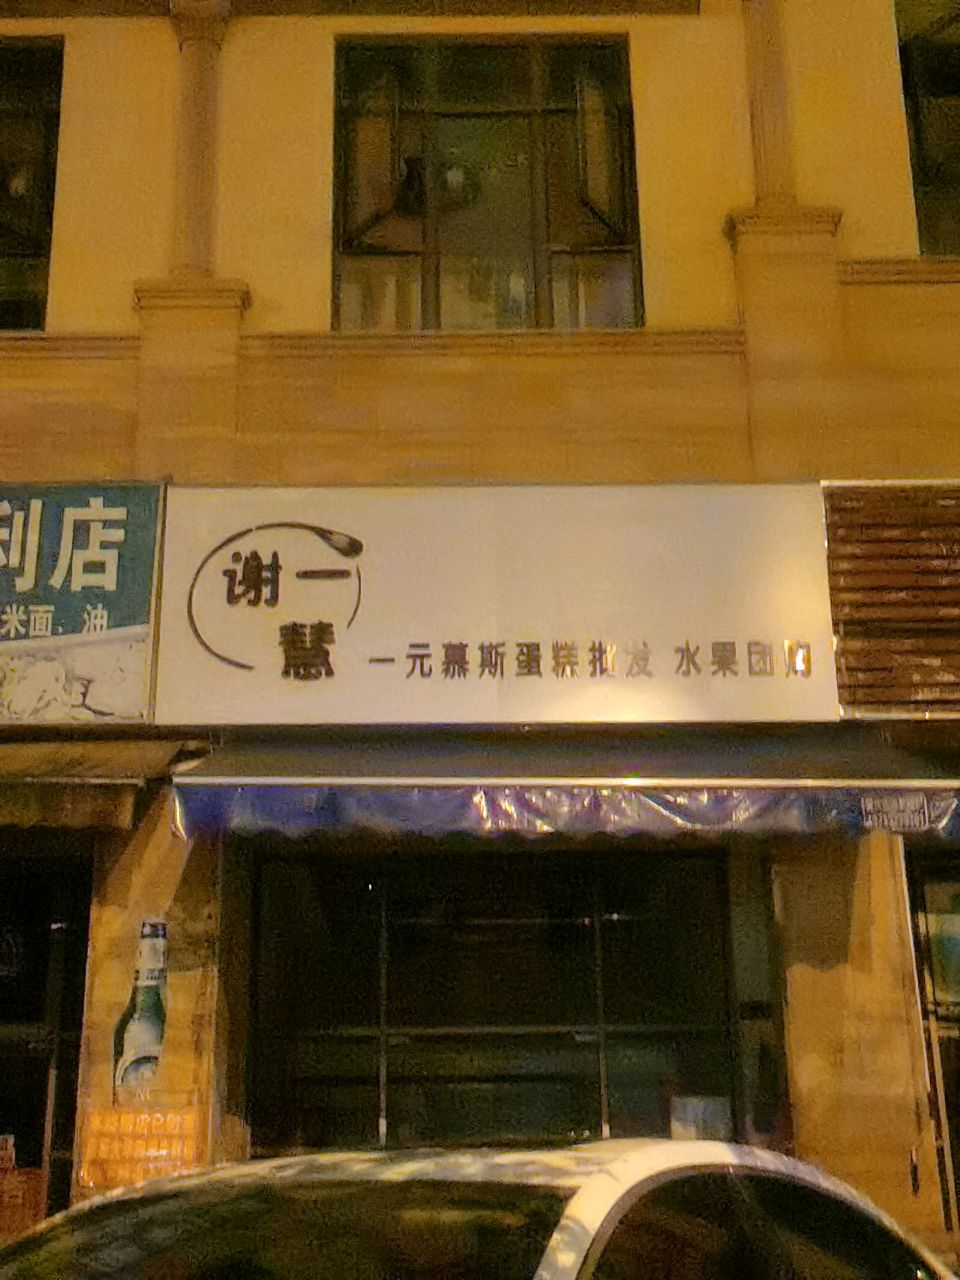 利店
米面、油
谢一
慧
一元慕斯蛋糕批发 水果团购